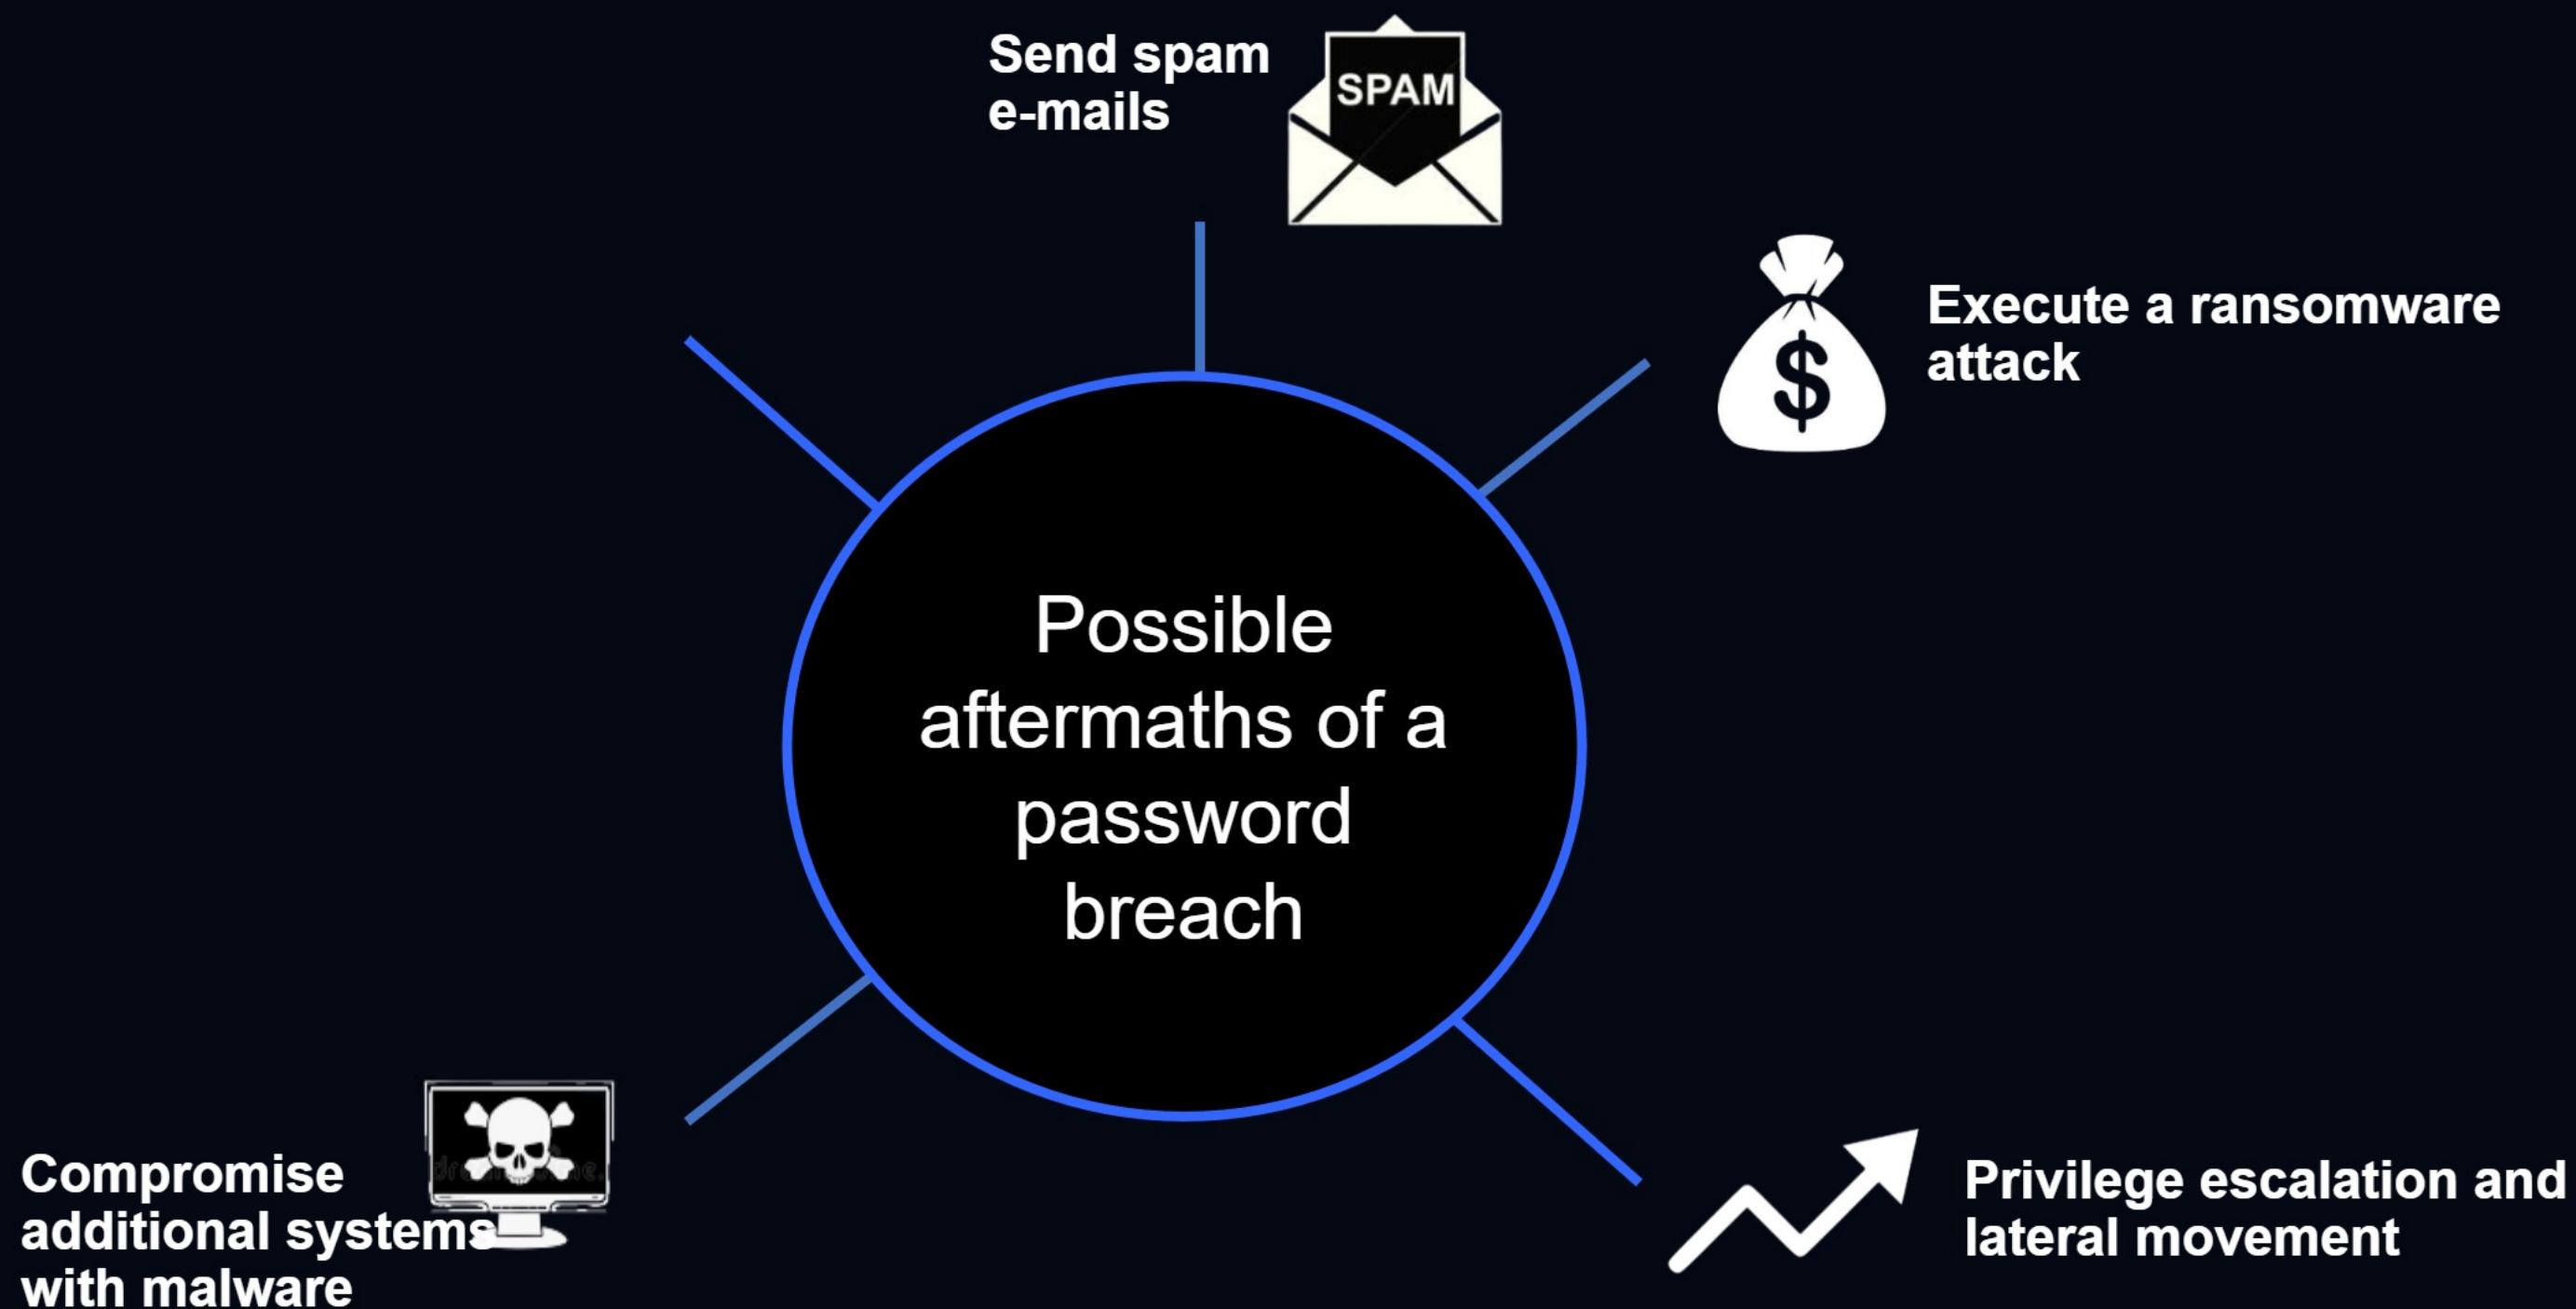 Send spam
e-mails
SPAM
Execute a ransomware
attack
$
Possible
aftermaths of a
password
breach
Compromise
additional systems
with malware
Privilege escalation and
lateral movement